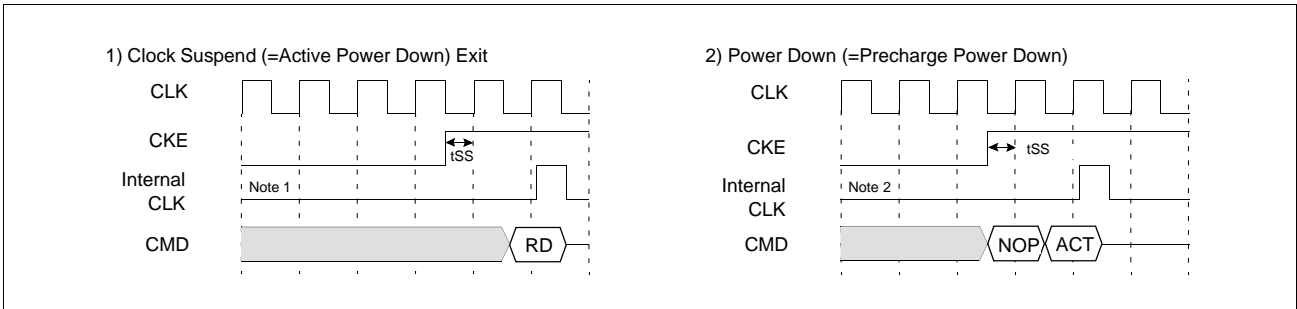 1) Clock Suspend (=Active Power Down) Exit
CLK
CKE
tSS
Internal
CLK
Note 1
CMD
RD
2) Power Down (=Precharge Power Down)
CLK
CKE
tSS
Internal
CLK
Note 2
CMD
NOP
ACT